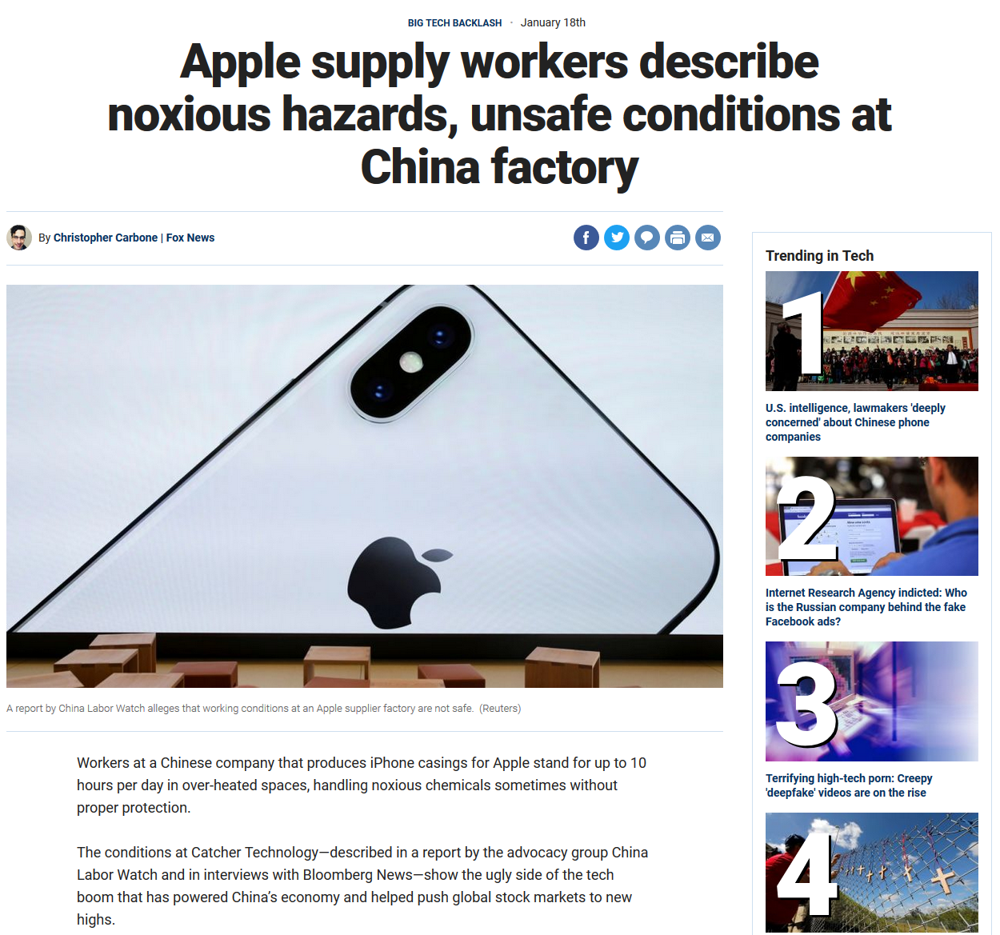 BIG TECH BACKLASH · January 18th
Apple supply workers describe
noxious hazards, unsafe conditions at
China factory
By Christopher Carbone | Fox News
A report by China Labor Watch alleges that working conditions at an Apple supplier factory are not safe. (Reuters)
Workers at a Chinese company that produces iPhone casings for Apple stand for up to 10
hours per day in over-heated spaces, handling noxious chemicals sometimes without
proper protection.
The conditions at Catcher Technology—described in a report by the advocacy group China
Labor Watch and in interviews with Bloomberg News—show the ugly side of the tech
boom that has powered China’s economy and helped push global stock markets to new
highs.
Trending in Tech
1
U.S. intelligence, lawmakers 'deeply
concerned' about Chinese phone
companies
2
Internet Research Agency indicted: Who
is the Russian company behind the fake
Facebook ads?
3
Terrifying high-tech porn: Creepy
'deepfake' videos are on the rise
4